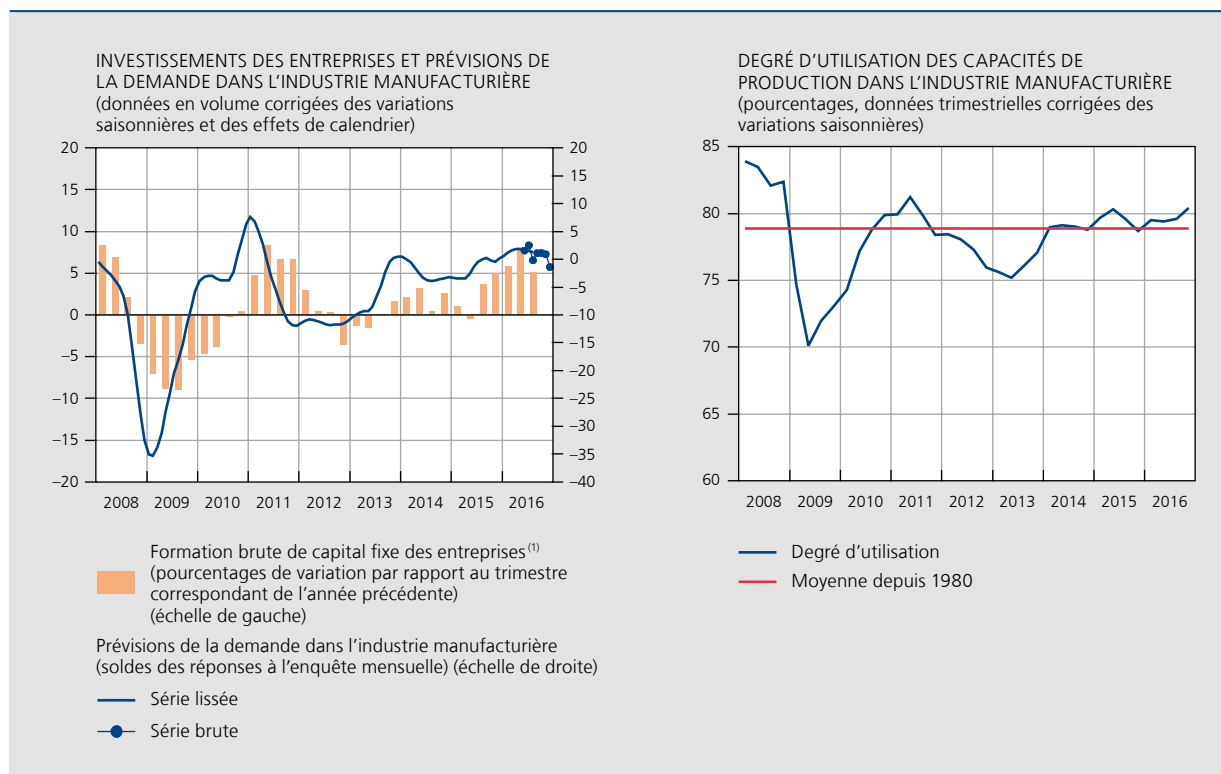 INVESTISSEMENTS DES ENTREPRISES ET PRÉVISIONS DE
LA DEMANDE DANS L'INDUSTRIE MANUFACTURIÈRE
(données en volume corrigées des variations
saisonnières et des effets de calendrier)
20 20
15 15
10 10
5 5
0 0
–5 –5
–10 –10
–15 –15
–20 –20
–25
–30
–35
–40
2008 2009 2010 2011 2012 2013 2014 2015 2016
Formation brute de capital fixe des entreprises (1)
(pourcentages de variation par rapport au trimestre
correspondant de l'année précédente)
(échelle de gauche)
Prévisions de la demande dans l'industrie manufacturière
(soldes des réponses à l'enquête mensuelle) (échelle de droite)
Série lissée
Série brute
DEGRÉ D'UTILISATION DES CAPACITÉS DE
PRODUCTION DANS L'INDUSTRIE MANUFACTURIÈRE
(pourcentages, données trimestrielles corrigées des
variations saisonnières)
85
80
75
70
65
60
2008 2009 2010 2011 2012 2013 2014 2015 2016
Degré d'utilisation
Moyenne depuis 1980